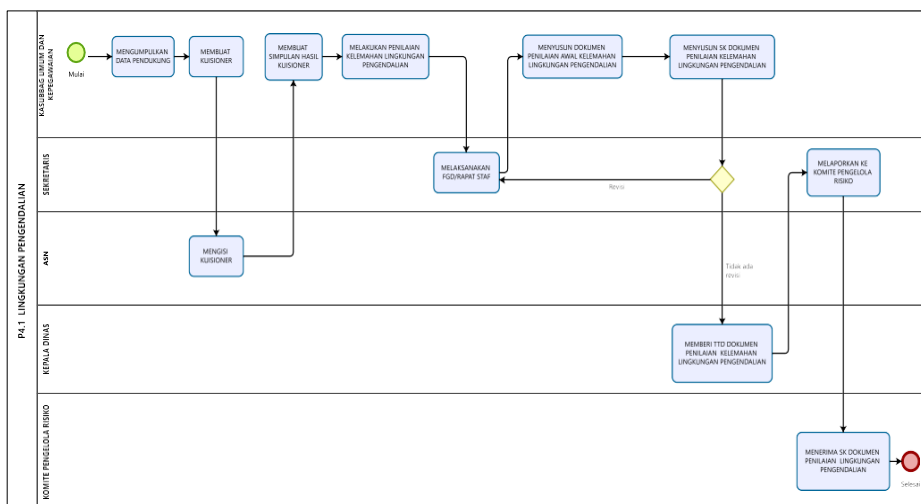 P4.1 LINGKUNGAN PENGENDALIAN
KASUBBAG UMUM DAN
KEPEGAWAIAN
Mulai
MENGUMPULKAN
DATA PENDUKUNG
MEMBUAT
KUISIONER
MEMBUAT
SIMPULAN HASIL
KUISIONER
MELAKUKAN PENILAIAN
KELEMAHAN LINGKUNGAN
PENGENDALIAN
MENYUSUN DOKUMEN
PENILAIAN AWAL KELEMAHAN
LINGKUNGAN PENGENDALIAN
MENYUSUN SK DOKUMEN
PENILAIAN KELEMAHAN
LINGKUNGAN PENGENDALIAN
SEKRETARIS
MELAKSANAKAN
FGD/RAPAT STAF
Revisi
MELAPORKAN KE
KOMITE PENGELOLA
RISIKO
ASN
MENGISI
KUISIONER
Tidak ada
revisi
KEPALA DINAS
MEMBERI TTD DOKUMEN
PENILAIAN KELEMAHAN
LINGKUNGAN PENGENDALIAN
KOMITE PENGELOLA RISIKO
MENERIMA SK DOKUMEN
PENILAIAN LINGKUNGAN
PENGENDALIAN
Selesai